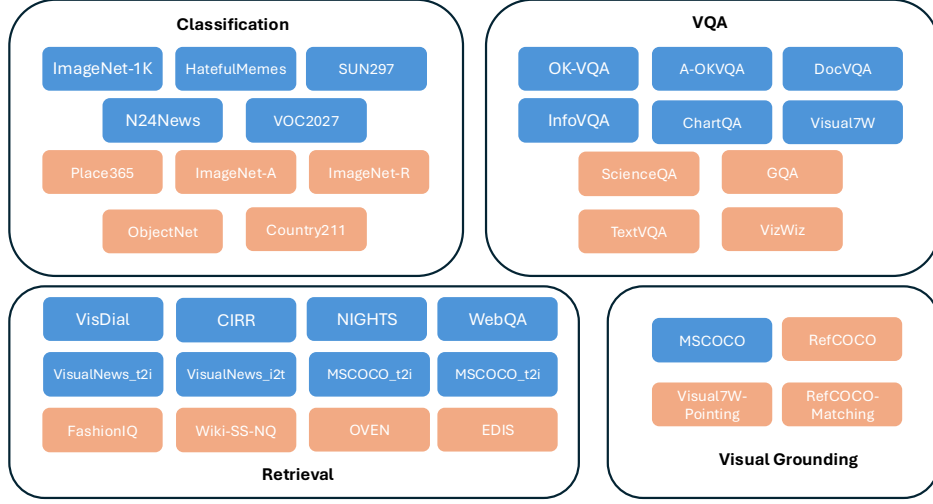 Classification
ImageNet-1K
HatefulMemes
SUN297
N24News
VOC2027
Place365
ImageNet-A
ImageNet-R
ObjectNet
Country211
VQA
OK-VQA
A-OKVQA
DocVQA
InfoVQA
ChartQA
Visual7W
ScienceQA
GQA
TextVQA
VizWiz
VisDial
CIRR
NIGHTS
WebQA
VisualNews_t2i
VisualNews_i2t
MSCOCO_t2i
MSCOCO_t2i
FashionIQ
Wiki-SS-NQ
OVEN
EDIS
Retrieval
MSCOCO
RefCOCO
Visual7W-
Pointing
RefCOCO-
Matching
Visual Grounding